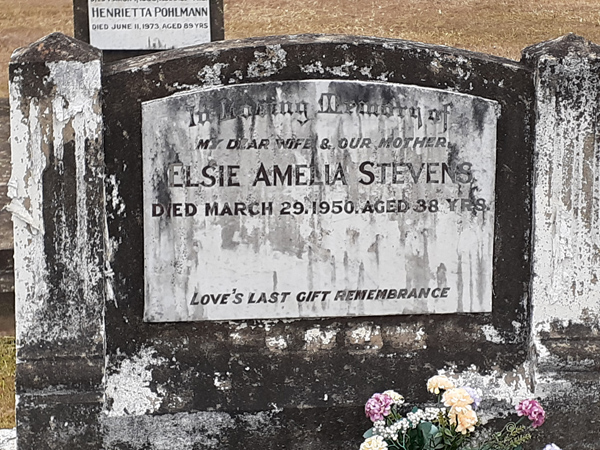 HENRIETTA POHLMANN
DIED JUNE 11, 1973, AGED 89 YRS
In Loving Memory of
MY DEAR WIFE & OUR MOTHER,
ELSIE AMELIA STEVENS
DIED MARCH 29, 1950. AGED 38 YRS.
LOVE'S LAST GIFT REMEMBRANCE